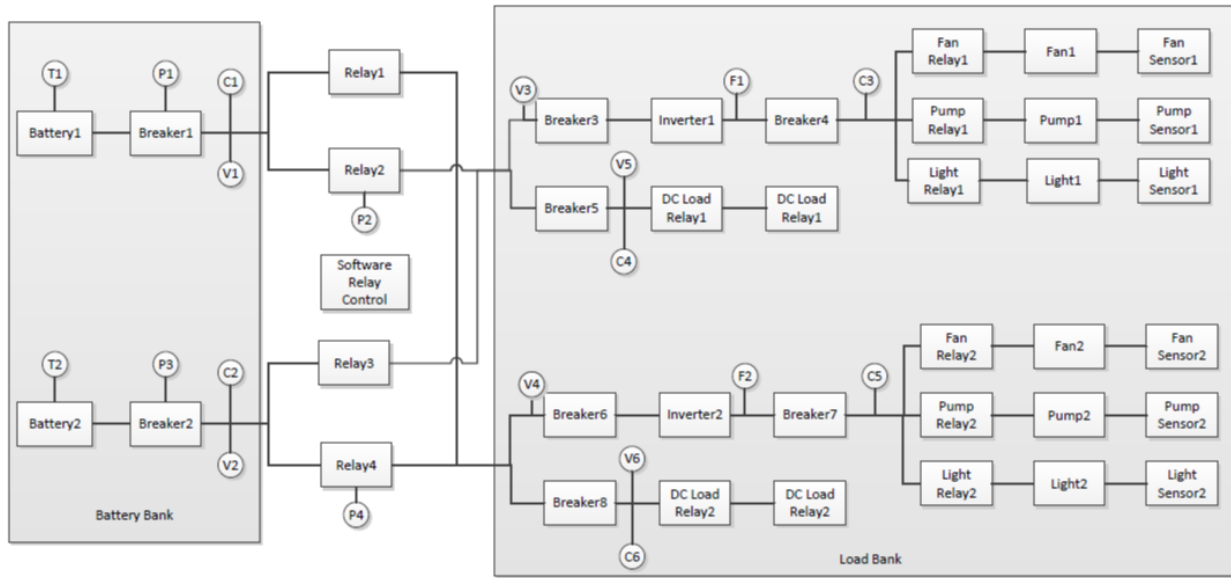 T1
P1
C1
Battery1
Breaker1
V1
Relay1
Relay2
P2
Software
Relay
Control
T2
P3
C2
Battery2
Breaker2
V2
Relay3
Relay4
P4
Battery Bank
V3
Breaker3
Inverter1
F1
Breaker4
C3
Fan
Relay1
Fan1
Fan
Sensor1
Pump
Relay1
Pump1
Pump
Sensor1
Light
Relay1
Light1
Light
Sensor1
V5
Breaker5
DC Load
Relay1
DC Load
Relay1
C4
V4
Breaker6
Inverter2
F2
Breaker7
C5
Fan
Relay2
Fan2
Fan
Sensor2
Pump
Relay2
Pump2
Pump
Sensor2
Light
Relay2
Light2
Light
Sensor2
V6
Breaker8
DC Load
Relay2
DC Load
Relay2
C6
Load Bank